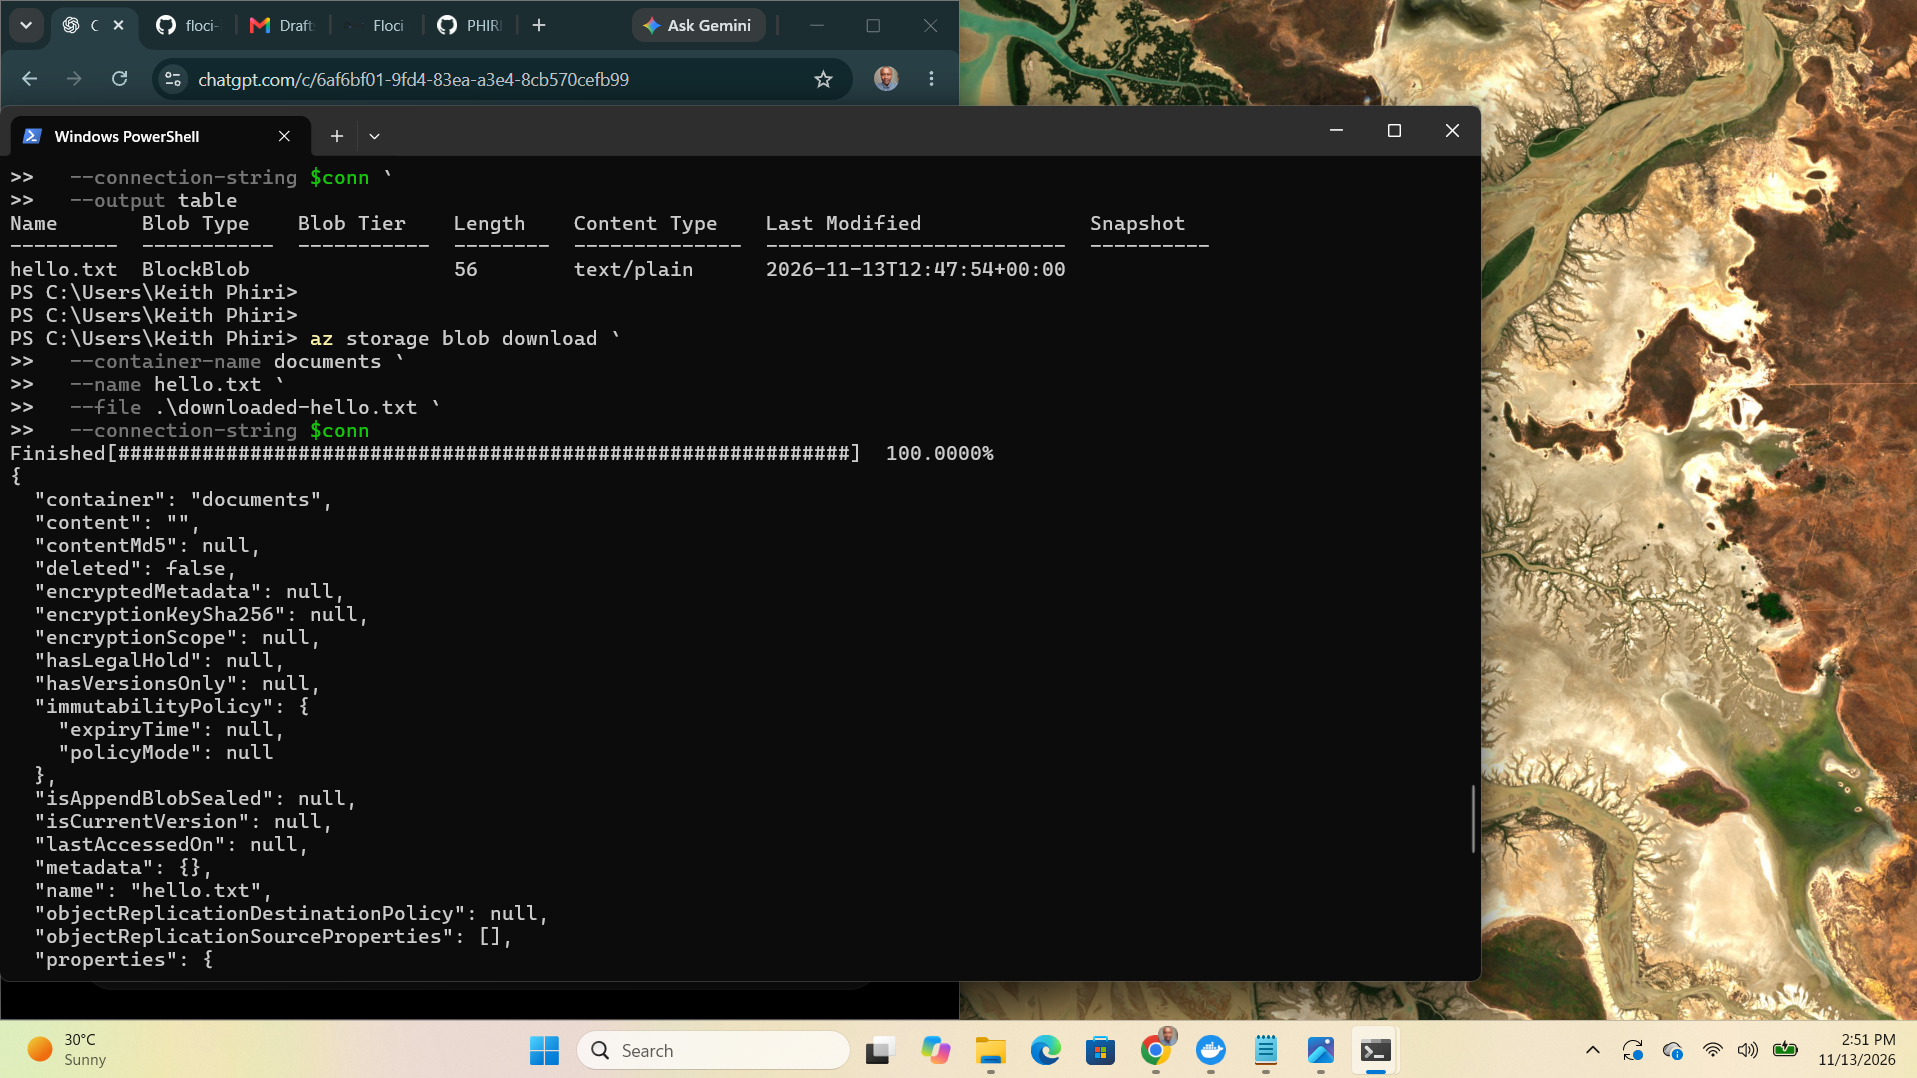 C
floci-
Draft
Floci
PHIRI
Ask Gemini
chatgpt.com/c/6af6bf01-9fd4-83ea-a3e4-8cb570cefb99
Windows PowerShell
>>   --connection-string $conn `
>>   --output table
Name       Blob Type    Blob Tier    Length    Content Type    Last Modified              Snapshot
---------  -----------  -----------  --------  --------------  -------------------------  ----------
hello.txt  BlockBlob                 56        text/plain      2026-11-13T12:47:54+00:00
PS C:\Users\Keith Phiri>
PS C:\Users\Keith Phiri>
PS C:\Users\Keith Phiri> az storage blob download `
>>   --container-name documents `
>>   --name hello.txt `
>>   --file .\downloaded-hello.txt `
>>   --connection-string $conn
Finished[#############################################################]  100.0000%
{
  "container": "documents",
  "content": "",
  "contentMd5": null,
  "deleted": false,
  "encryptedMetadata": null,
  "encryptionKeySha256": null,
  "encryptionScope": null,
  "hasLegalHold": null,
  "hasVersionsOnly": null,
  "immutabilityPolicy": {
    "expiryTime": null,
    "policyMode": null
  },
  "isAppendBlobSealed": null,
  "isCurrentVersion": null,
  "lastAccessedOn": null,
  "metadata": {},
  "name": "hello.txt",
  "objectReplicationDestinationPolicy": null,
  "objectReplicationSourceProperties": [],
  "properties": {
30°C
Sunny
Search
2:51 PM
11/13/2026